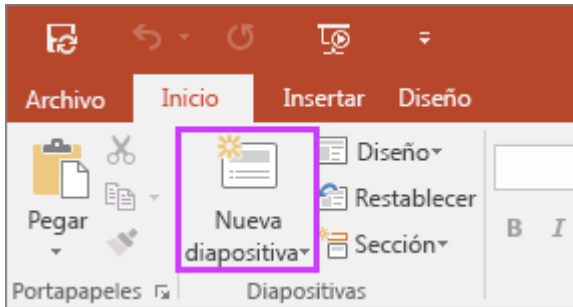 Archivo Inicio Insertar Diseño
Pegar
Nueva
diapositiva
Diseño
Restablecer
Sección
B I
Portapapeles Diapositivas